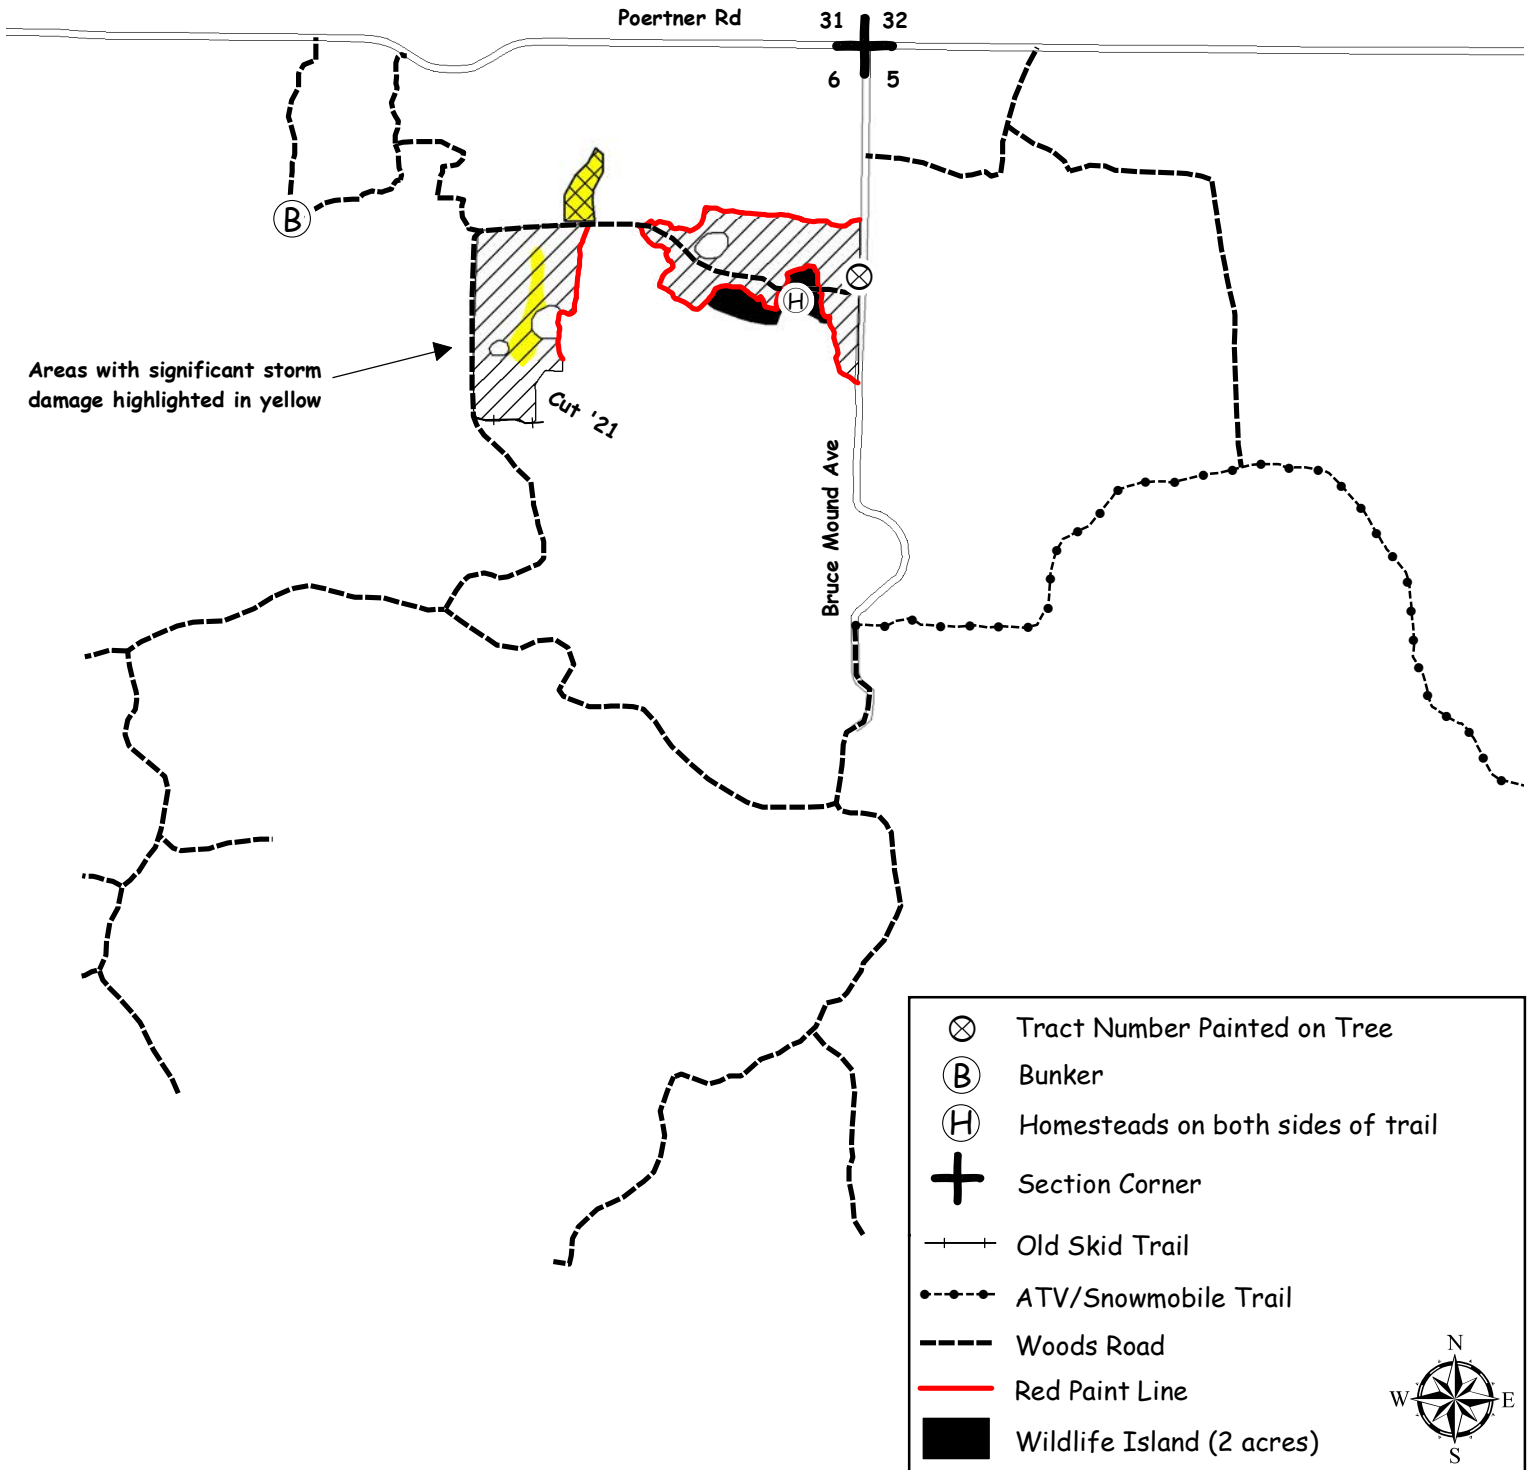 Poertner Rd
31 32
6 5
B
H
Areas with significant storm
damage highlighted in yellow
Cut '21
Bruce Mound Ave
Tract Number Painted on Tree
B Bunker
H Homesteads on both sides of trail
Section Corner
Old Skid Trail
ATV/Snowmobile Trail
Woods Road
Red Paint Line
Wildlife Island (2 acres)
N
W E
S